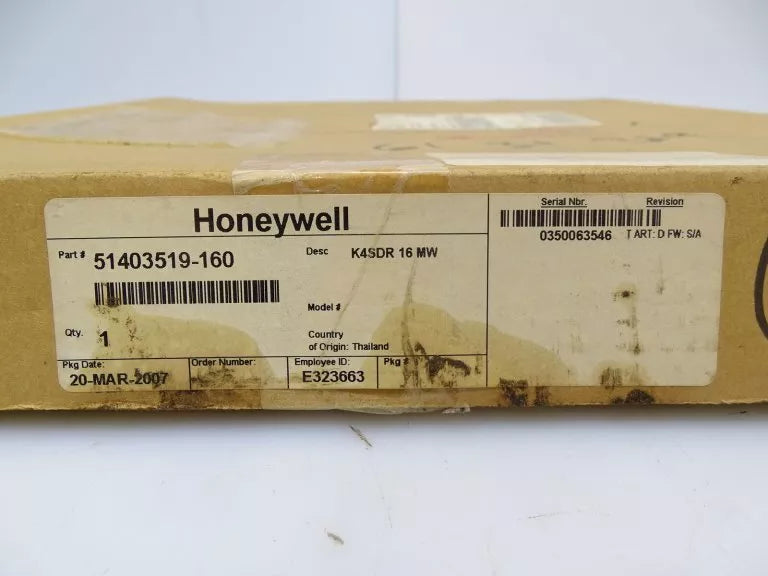 Honeywell
Part # 51403519-160
Desc K4SDR 16 MW
Model #
Qty. 1
Country
of Origin: Thailand
Pkg Date: 20-MAR-2007
Order Number:
Employee ID: E323663
Pkg #
Serial Nbr. Revision
0350063546 T ART: D FW: S/A